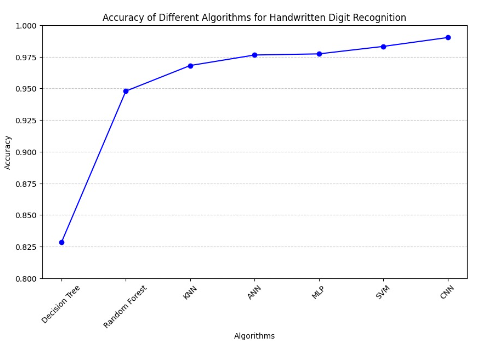 Accuracy of Different Algorithms for Handwritten Digit Recognition
1.000
0.975
0.950
0.925
0.900
0.875
0.850
0.825
0.800
Accuracy
Decision Tree
Random Forest
KNN
ANN
MLP
SVM
CNN
Algorithms